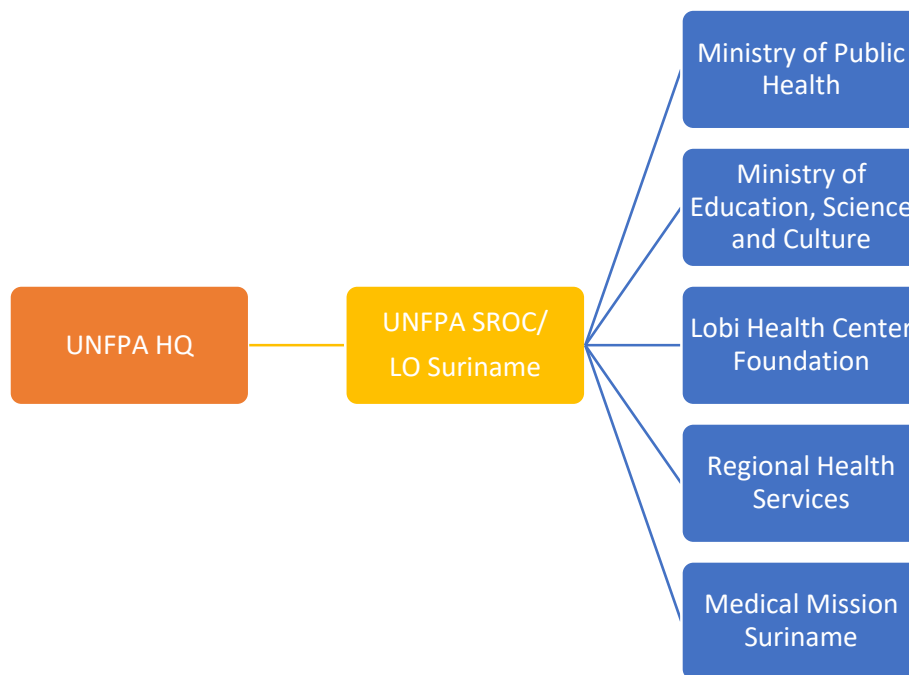 UNFPA HQ
UNFPA SROC/
LO Suriname
Ministry of Public
Health
Ministry of
Education, Science
and Culture
Lobi Health Center
Foundation
Regional Health
Services
Medical Mission
Suriname